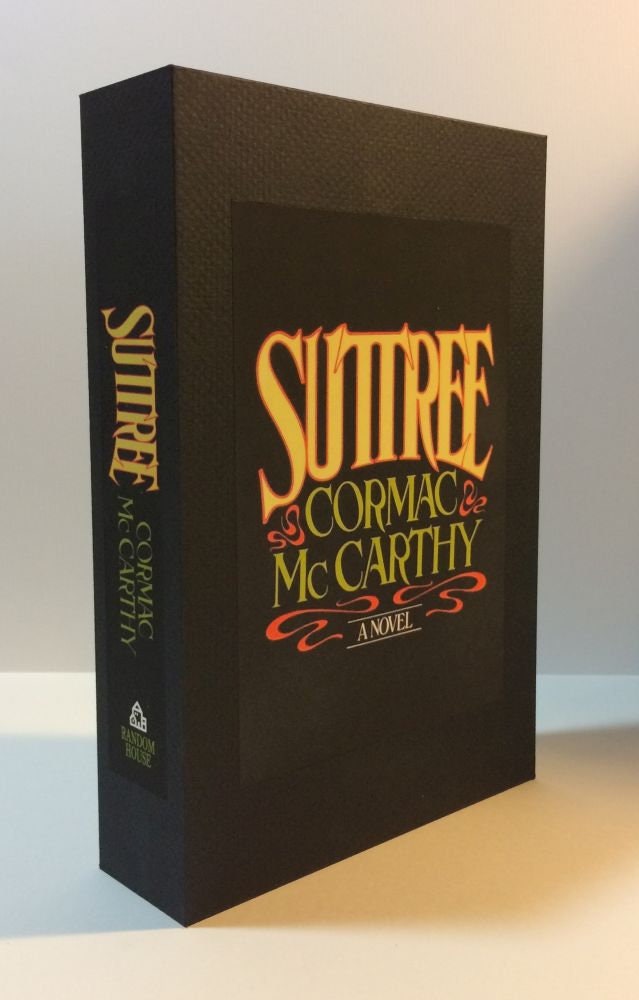 SUTTREE
CORMAC
MCCARTHY
RANDOM
HOUSE
SUTTREE
CORMAC
MCCARTHY
A NOVEL